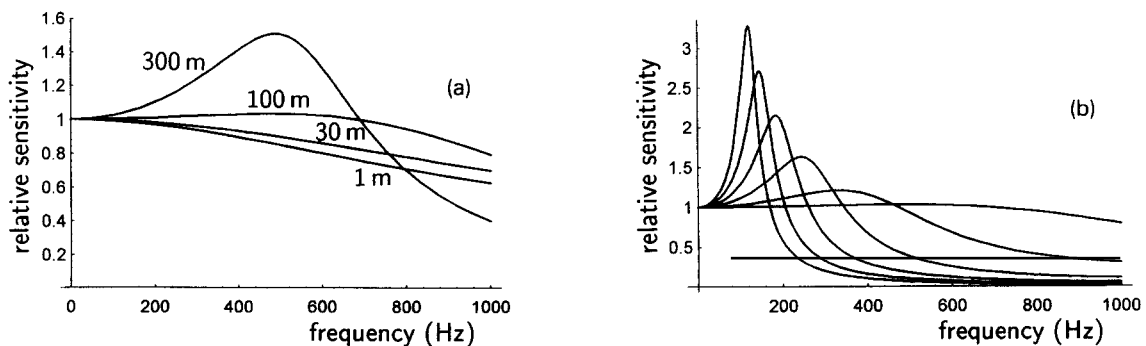 1.6
1.4
1.2
1
0.8
0.6
0.4
0.2
relative sensitivity
300 m
100 m
30 m
1 m
(a)
0 200 400 600 800 1000
frequency (Hz)
3
2.5
2
1.5
1
0.5
relative sensitivity
(b)
200 400 600 800 1000
frequency (Hz)